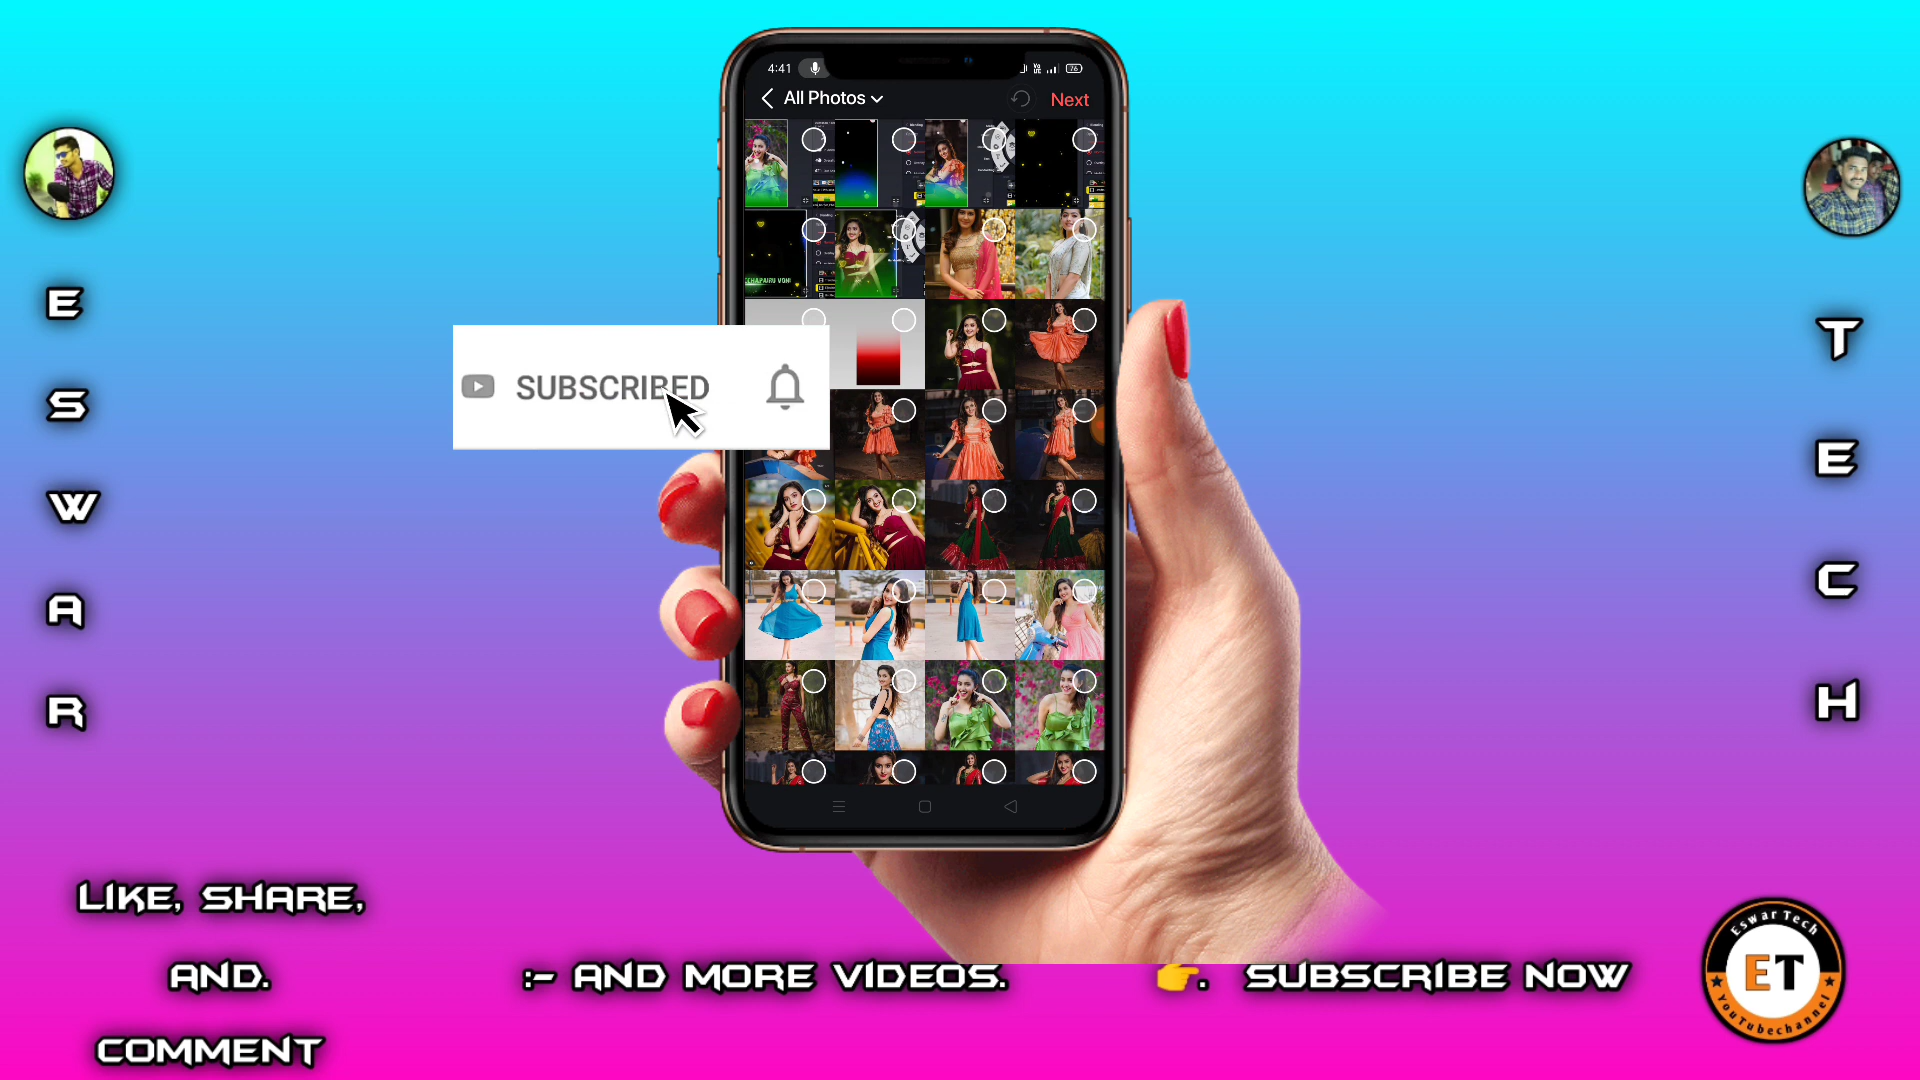 4:41
76
All Photos
Next
SUBSCRIBED
E
S
W
A
R
T
E
C
H
LIKE, SHARE,
AND.
COMMENT
:- AND MORE VIDEOS.
👉. SUBSCRIBE NOW
Eswar Tech
ET
YouTubechannel